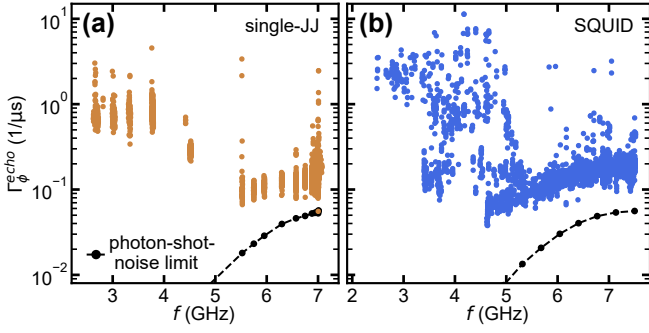 (a) single-JJ
(b) SQUID
10¹
10⁰
10⁻¹
10⁻²
Γφᵉᶜʰᵒ (1/μs)
photon-shot-
noise limit
3 4 5 6 7
2 3 4 5 6 7
f (GHz)
f (GHz)